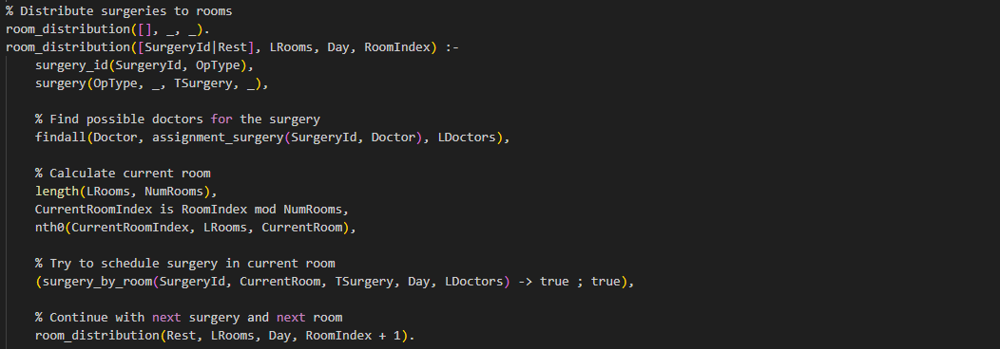 % Distribute surgeries to rooms
room_distribution([], _, _).
room_distribution([SurgeryId|Rest], LRooms, Day, RoomIndex) :-
    surgery_id(SurgeryId, OpType),
    surgery(OpType, _, TSurgery, _),
    % Find possible doctors for the surgery
    findall(Doctor, assignment_surgery(SurgeryId, Doctor), LDoctors),
    % Calculate current room
    length(LRooms, NumRooms),
    CurrentRoomIndex is RoomIndex mod NumRooms,
    nth0(CurrentRoomIndex, LRooms, CurrentRoom),
    % Try to schedule surgery in current room
    (surgery_by_room(SurgeryId, CurrentRoom, TSurgery, Day, LDoctors) -> true ; true),
    % Continue with next surgery and next room
    room_distribution(Rest, LRooms, Day, RoomIndex + 1).